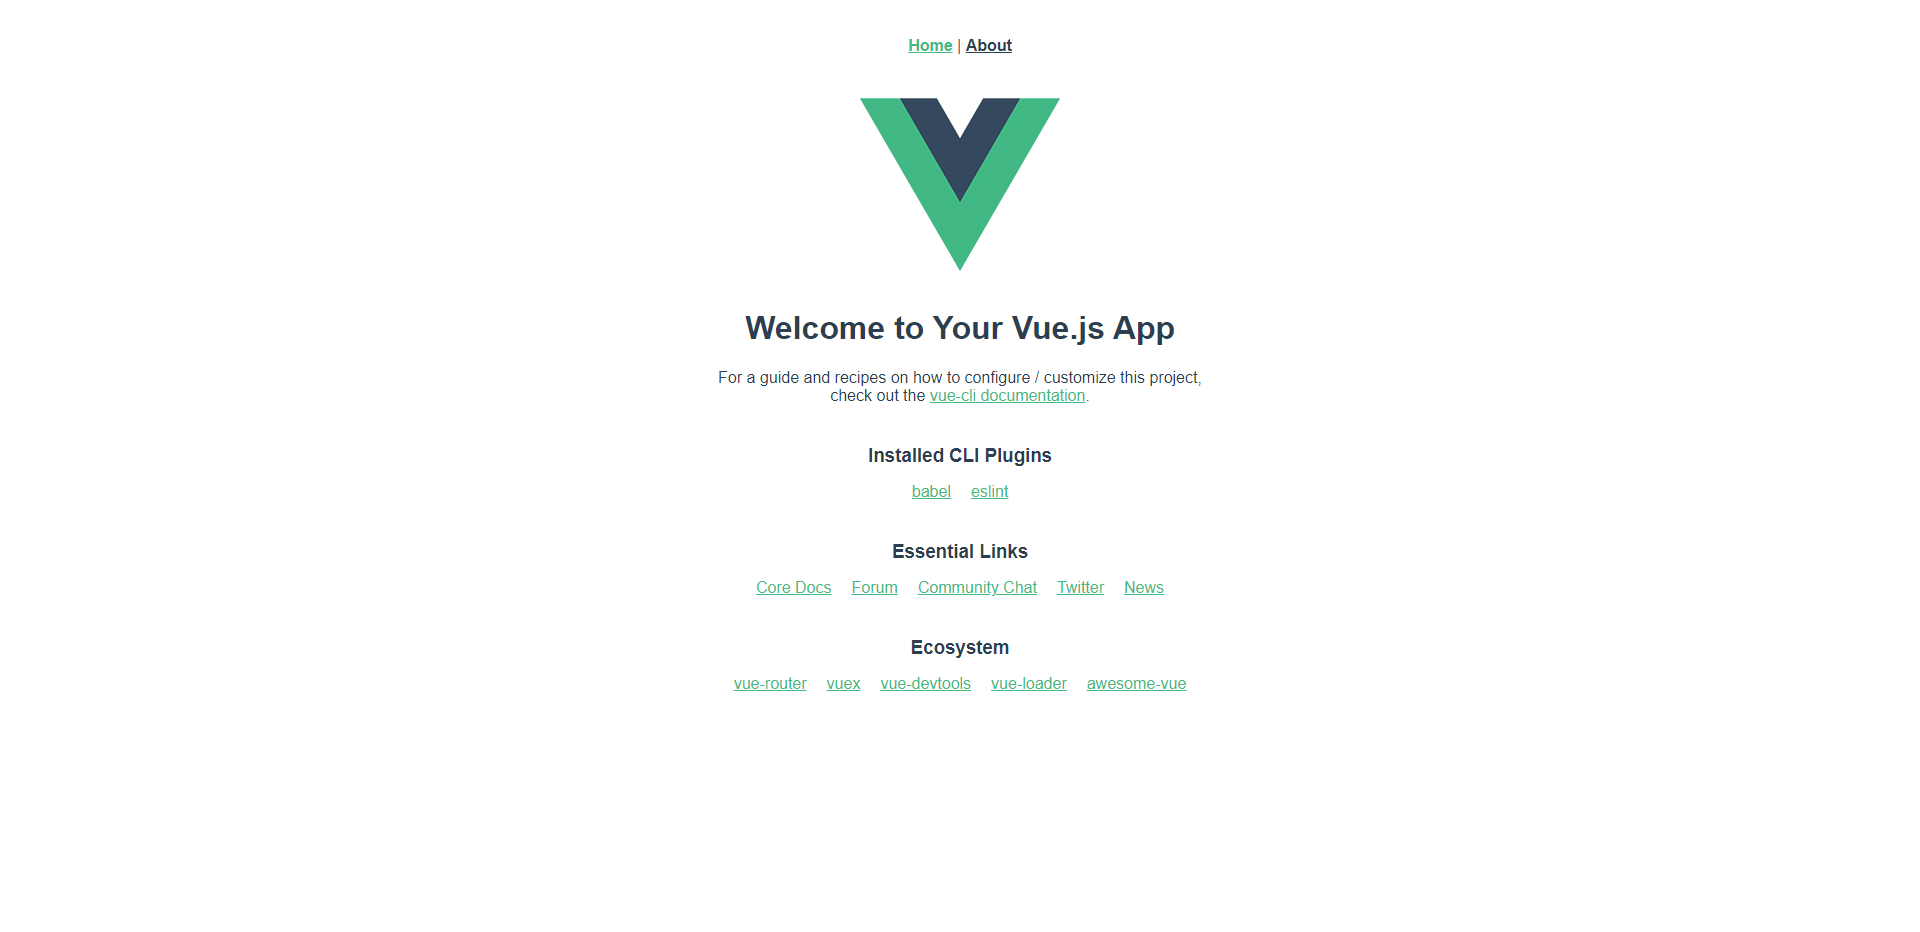 Home | About
Welcome to Your Vue.js App
For a guide and recipes on how to configure / customize this project,
check out the vue-cli documentation.
Installed CLI Plugins
babel eslint
Essential Links
Core Docs Forum Community Chat Twitter News
Ecosystem
vue-router vuex vue-devtools vue-loader awesome-vue